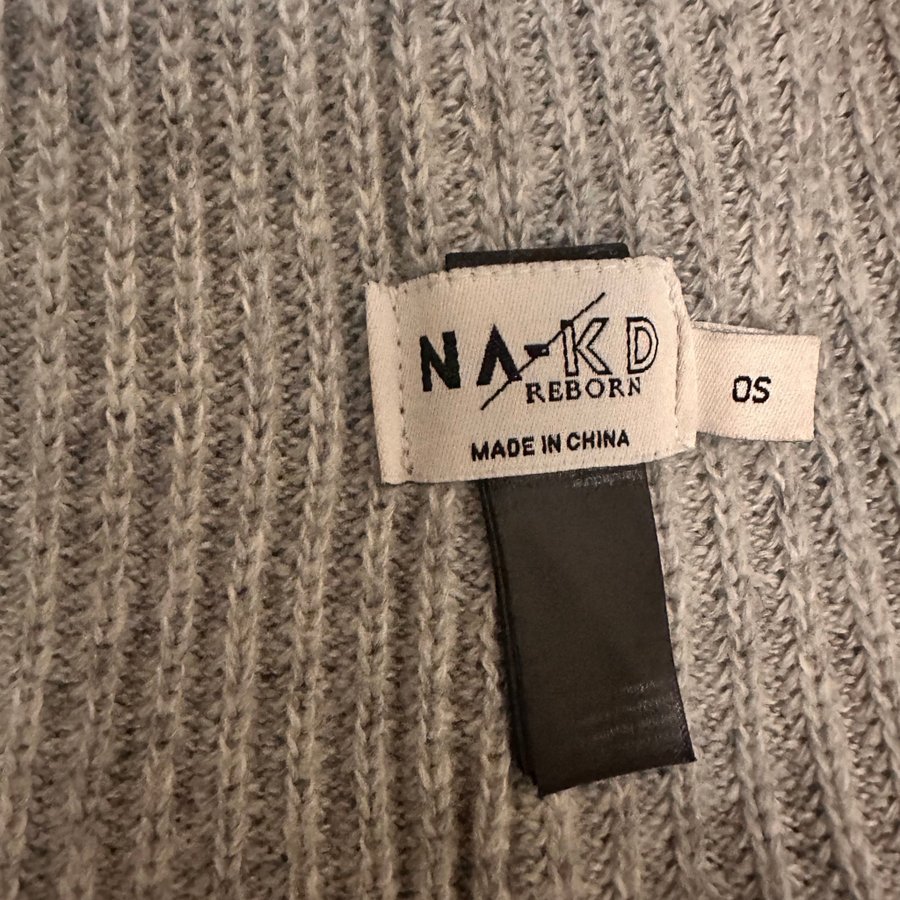 NA-KD
REBORN
MADE IN CHINA
OS